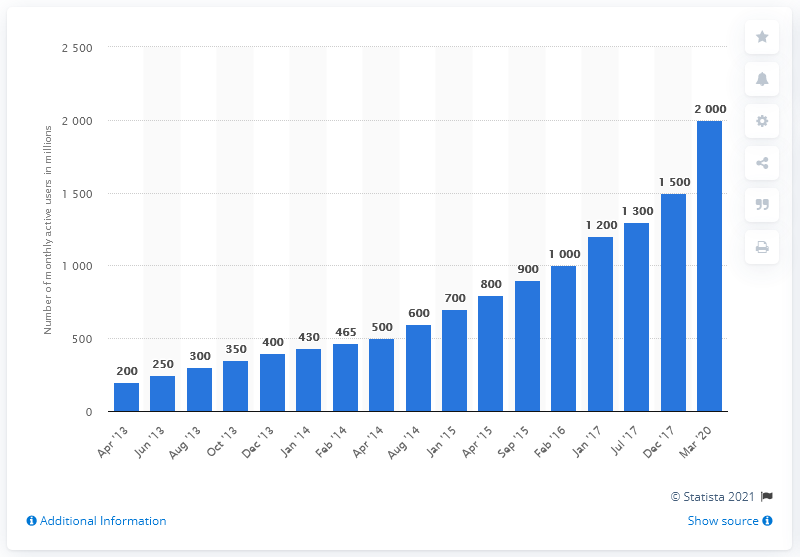 2 500
2 000
1 500
1 000
500
0
Number of monthly active users in millions
200
250
300
350
400
430
465
500
600
700
800
900
1 000
1 200
1 300
1 500
2 000
Apr '13
Jun '13
Aug '13
Oct '13
Dec '13
Jan '14
Feb '14
Apr '14
Aug '14
Jan '15
Apr '15
Sep '15
Feb '16
Jan '17
Jul '17
Dec '17
Mar '20
© Statista 2021
Additional Information
Show source